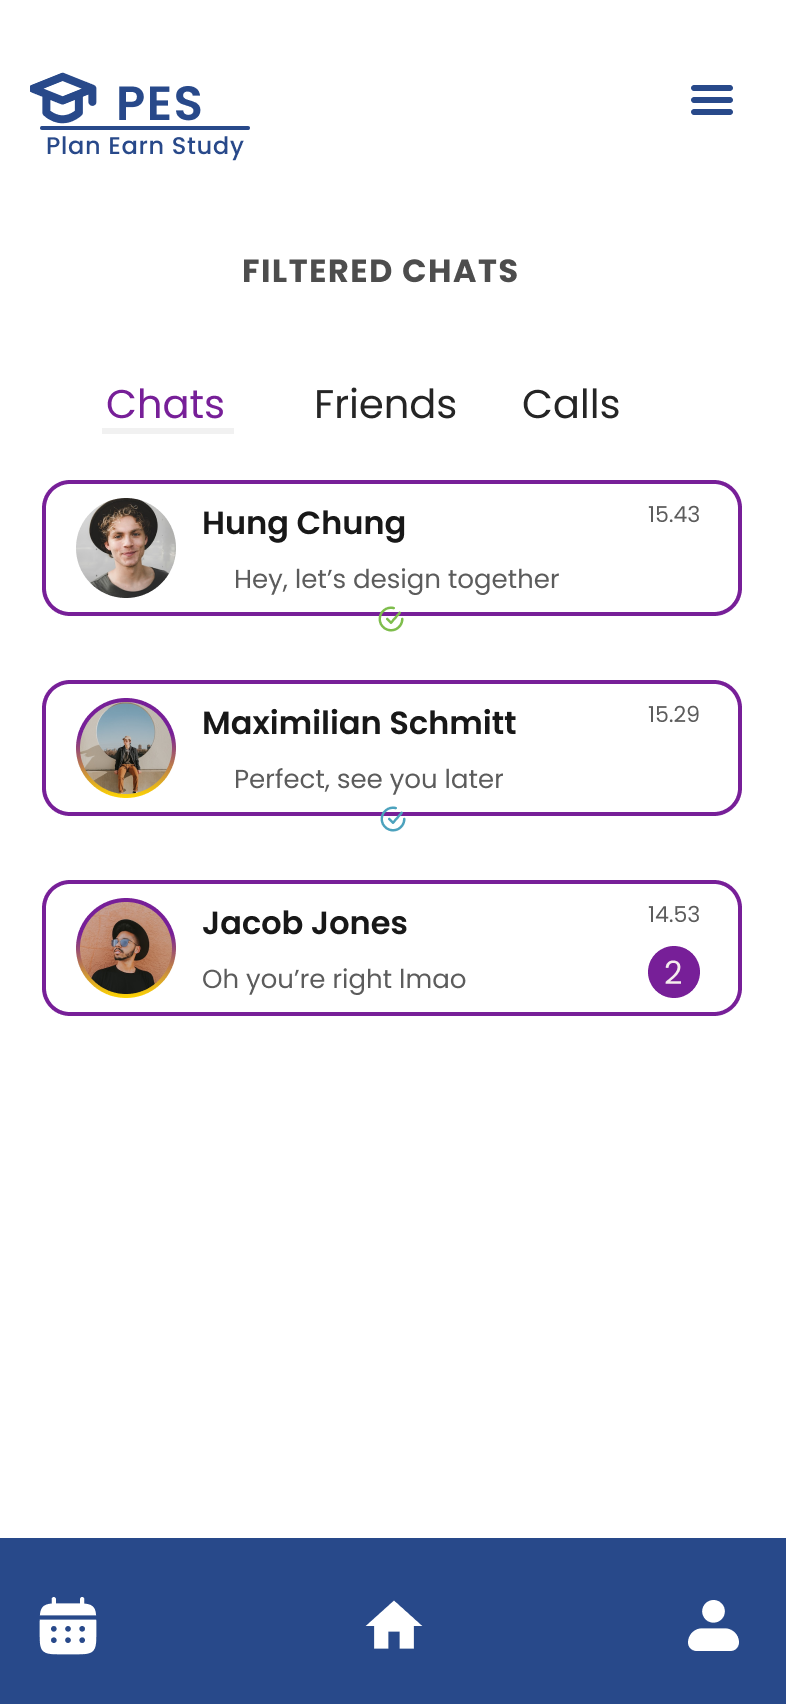 PES
Plan Earn Study
FILTERED CHATS
Chats Friends Calls
Hung Chung 15.43
Hey, let’s design together
Maximilian Schmitt 15.29
Perfect, see you later
Jacob Jones 14.53
Oh you’re right lmao 2